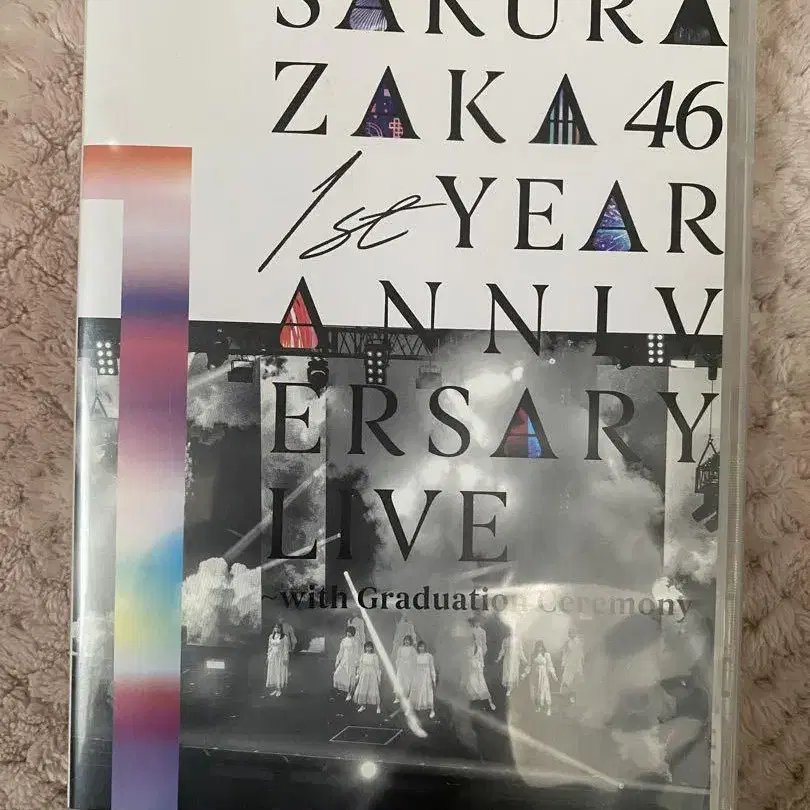 SAKURA
ZAKA 46
1st YEAR
ANNIV
ERSARY
LIVE
~with Graduation Ceremony